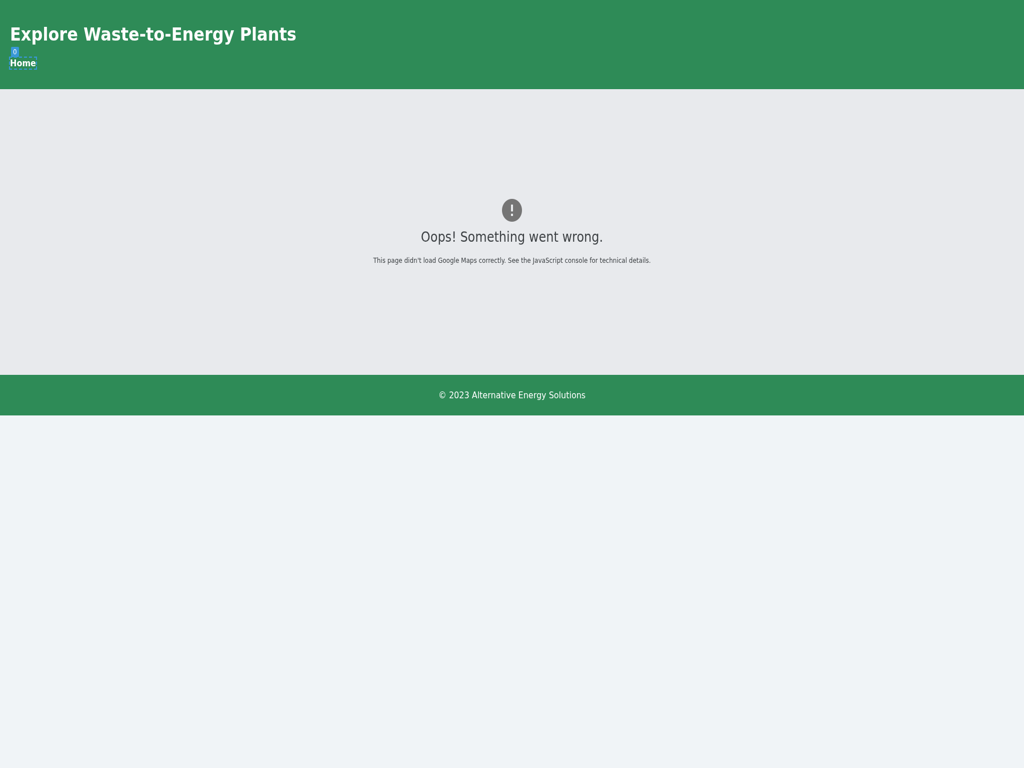 Explore Waste-to-Energy Plants
0
Home
!
Oops! Something went wrong.
This page didn't load Google Maps correctly. See the JavaScript console for technical details.
© 2023 Alternative Energy Solutions